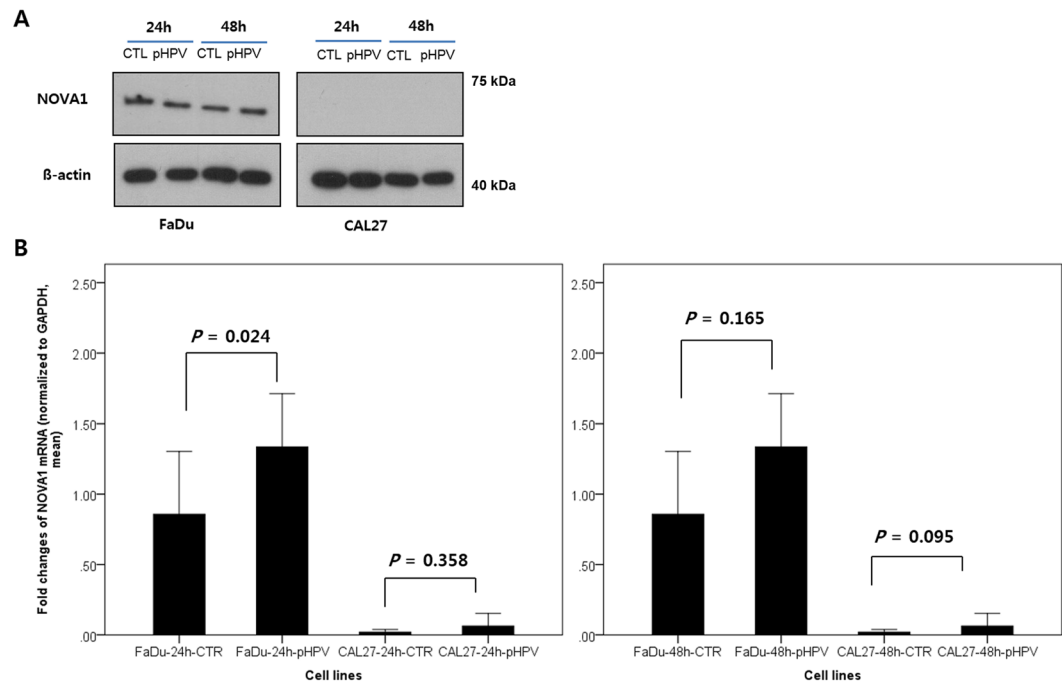 A
24h 48h 24h 48h
CTL pHPV CTL pHPV CTL pHPV CTL pHPV
NOVA1
75 kDa
ß-actin
40 kDa
FaDu CAL27
B
Fold changes of NOVA1 mRNA (normalized to GAPDH,
mean)
2.50
2.00
1.50
1.00
.50
.00
P = 0.024
P = 0.358
FaDu-24h-CTR FaDu-24h-pHPV CAL27-24h-CTR CAL27-24h-pHPV
Cell lines
2.50
2.00
1.50
1.00
.50
.00
P = 0.165
P = 0.095
FaDu-48h-CTR FaDu-48h-pHPV CAL27-48h-CTR CAL27-48h-pHPV
Cell lines